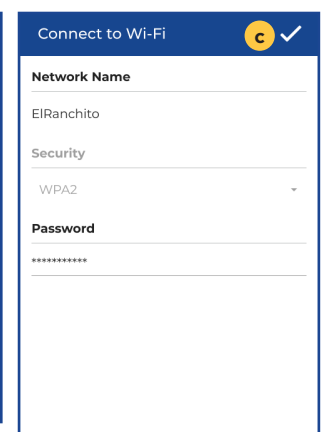 Connect to Wi-Fi
C
Network Name
ElRanchito
Security
WPA2
Password
***********